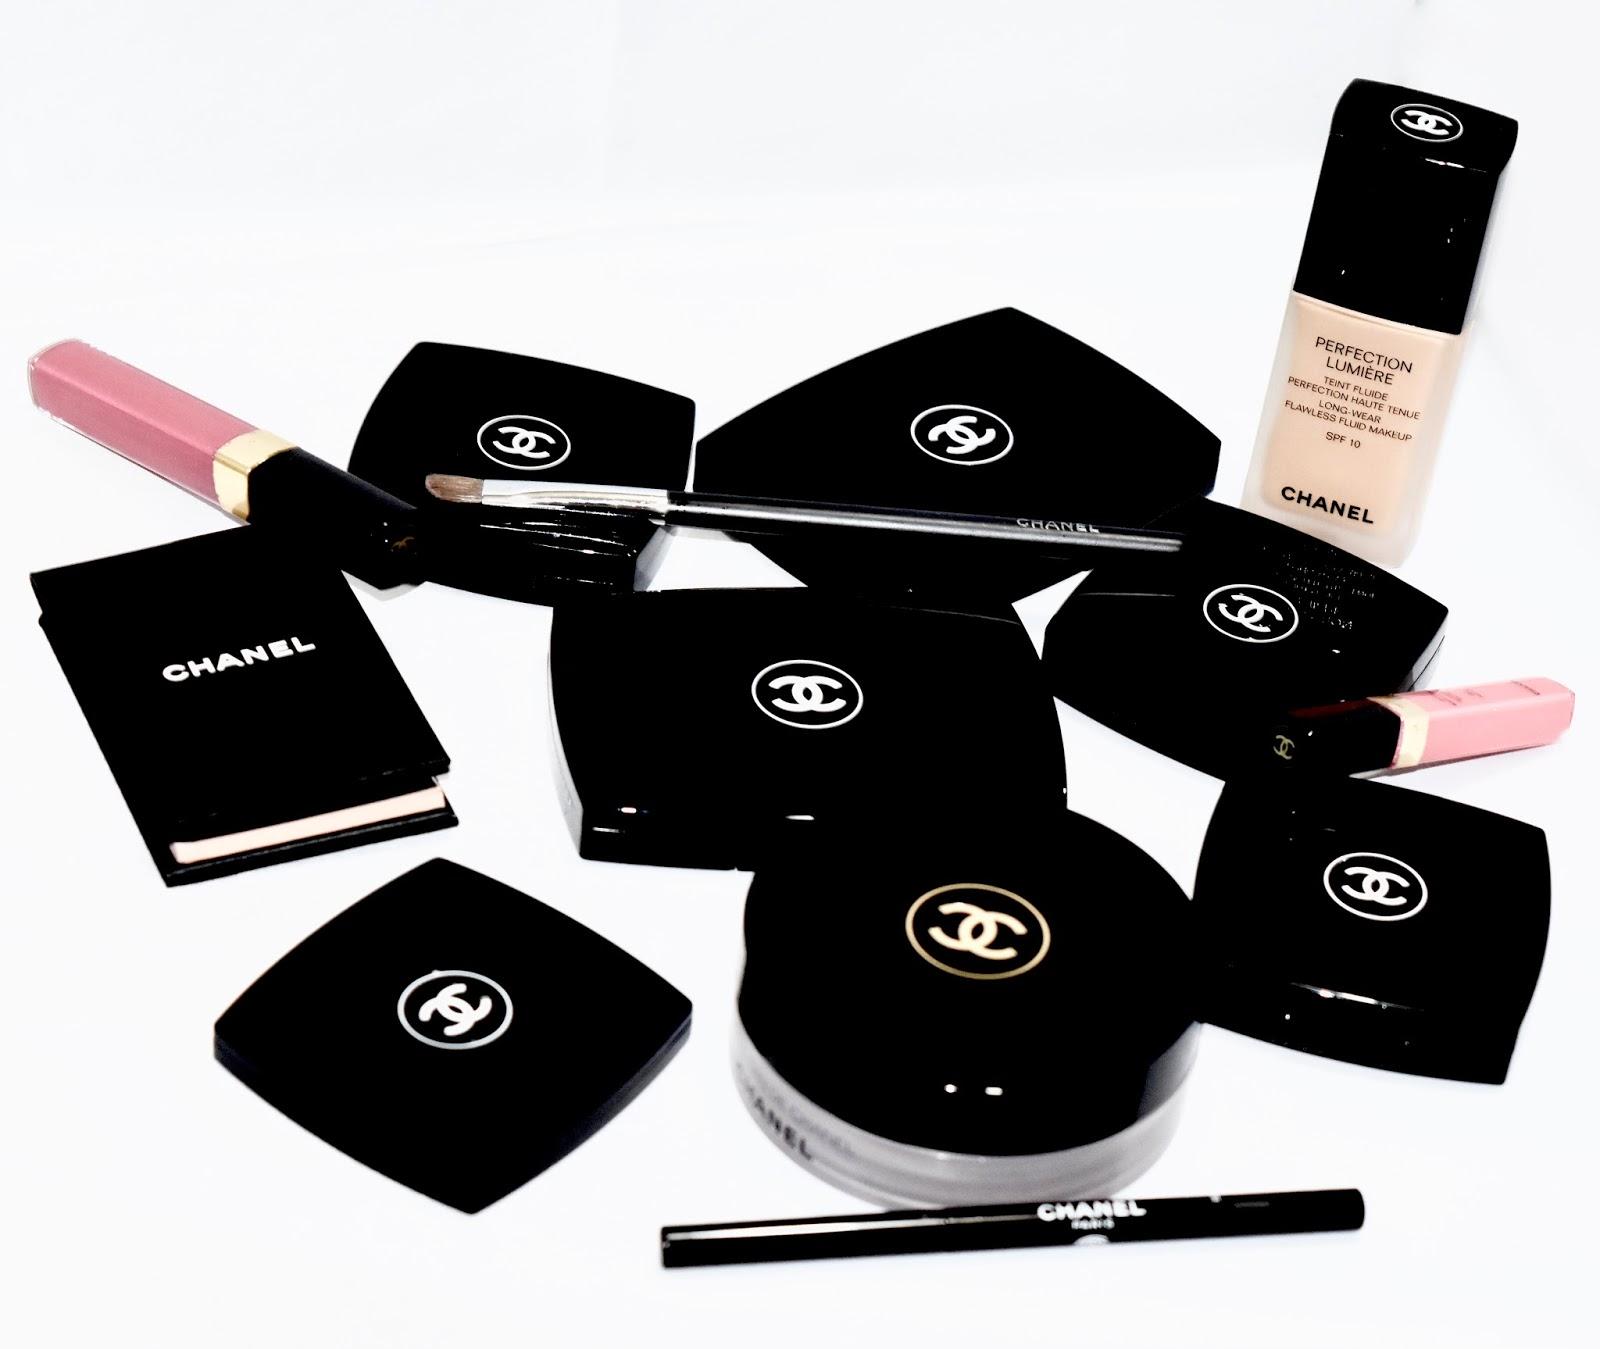 PERFECTION
LUMIÈRE
TEINT FLUIDE
PERFECTION HAUTE TENUE
LONG-WEAR
FLAWLESS FLUID MAKEUP
SPF 10
CHANEL
CHANEL
CHANEL
CHANEL
CHANEL
PARIS